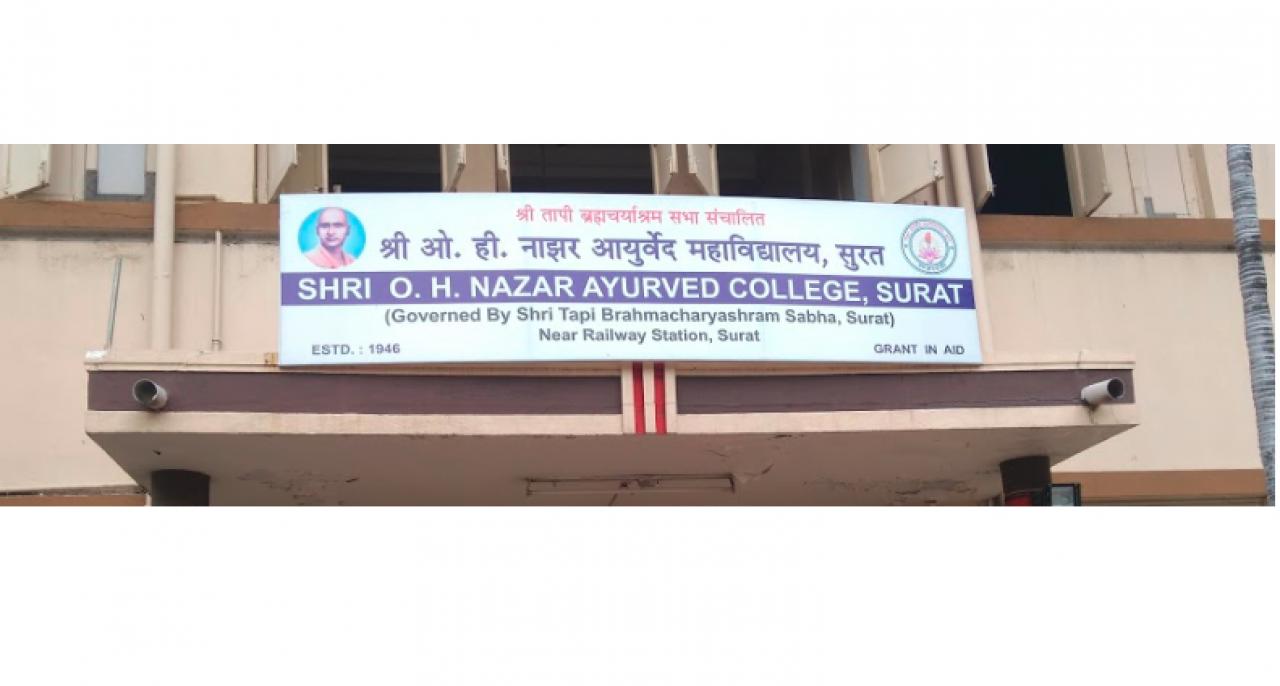 श्री तापी ब्रह्मचर्याश्रम सभा संचालित
श्री ओ. ही. नाझर आयुर्वेद महाविद्यालय, सुरत
SHRI O. H. NAZAR AYURVED COLLEGE, SURAT
(Governed By Shri Tapi Brahmacharyashram Sabha, Surat)
Near Railway Station, Surat
ESTD. : 1946
GRANT IN AID